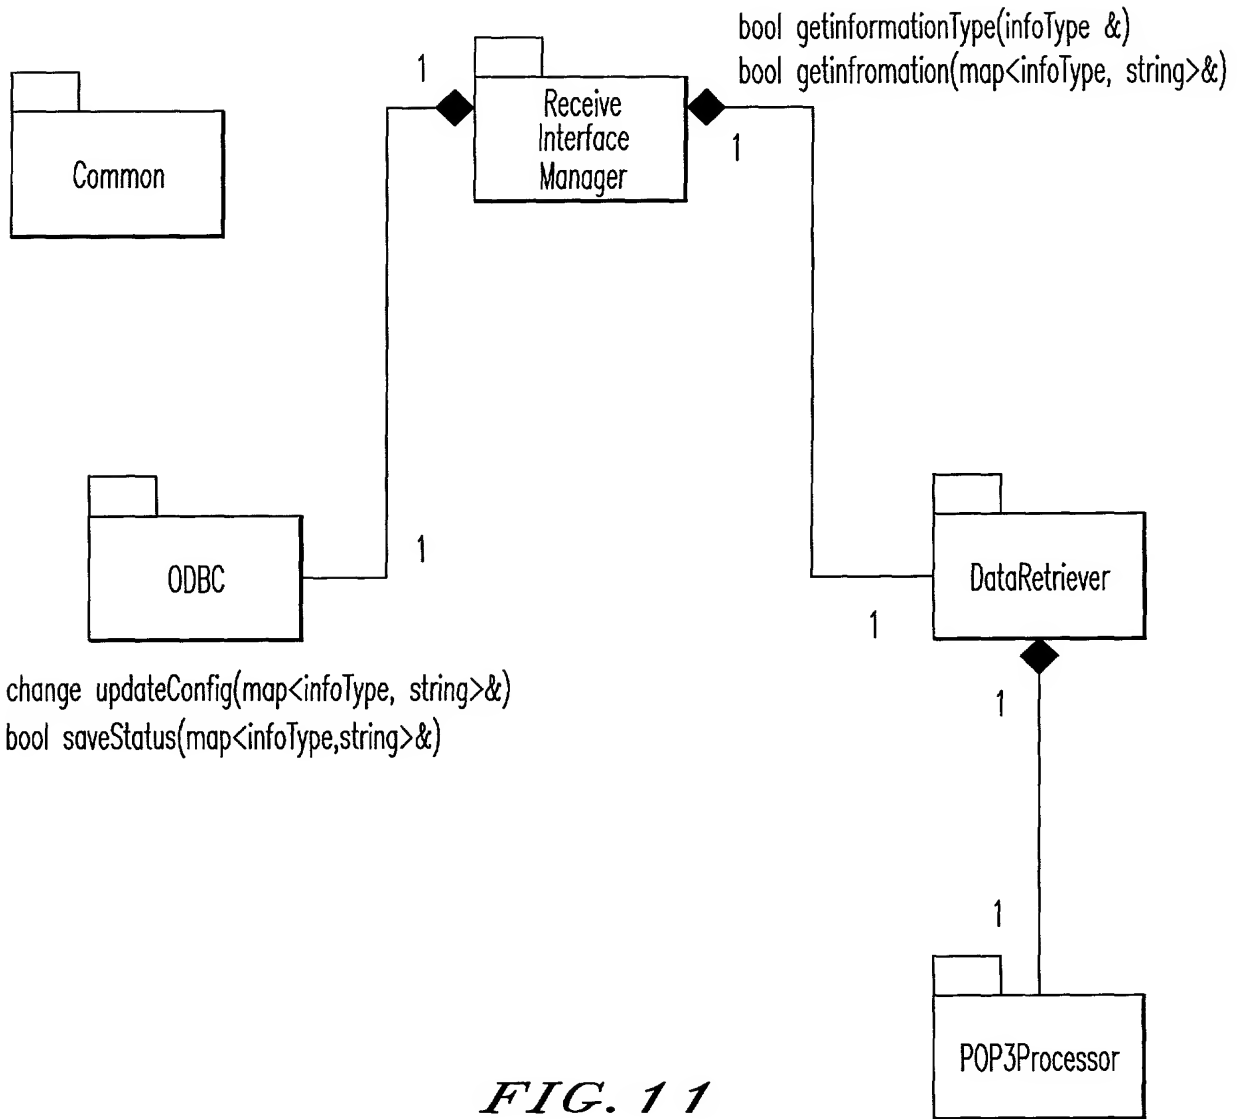 bool getinformationType(infoType &)
bool getinfromation(map<infoType, string>&)
1
Receive
Interface
Manager
1
Common
1
ODBC
DataRetriever
1
change updateConfig(map<infoType, string>&)
bool saveStatus(map<infoType,string>&)
1
1
POP3Processor
FIG. 11